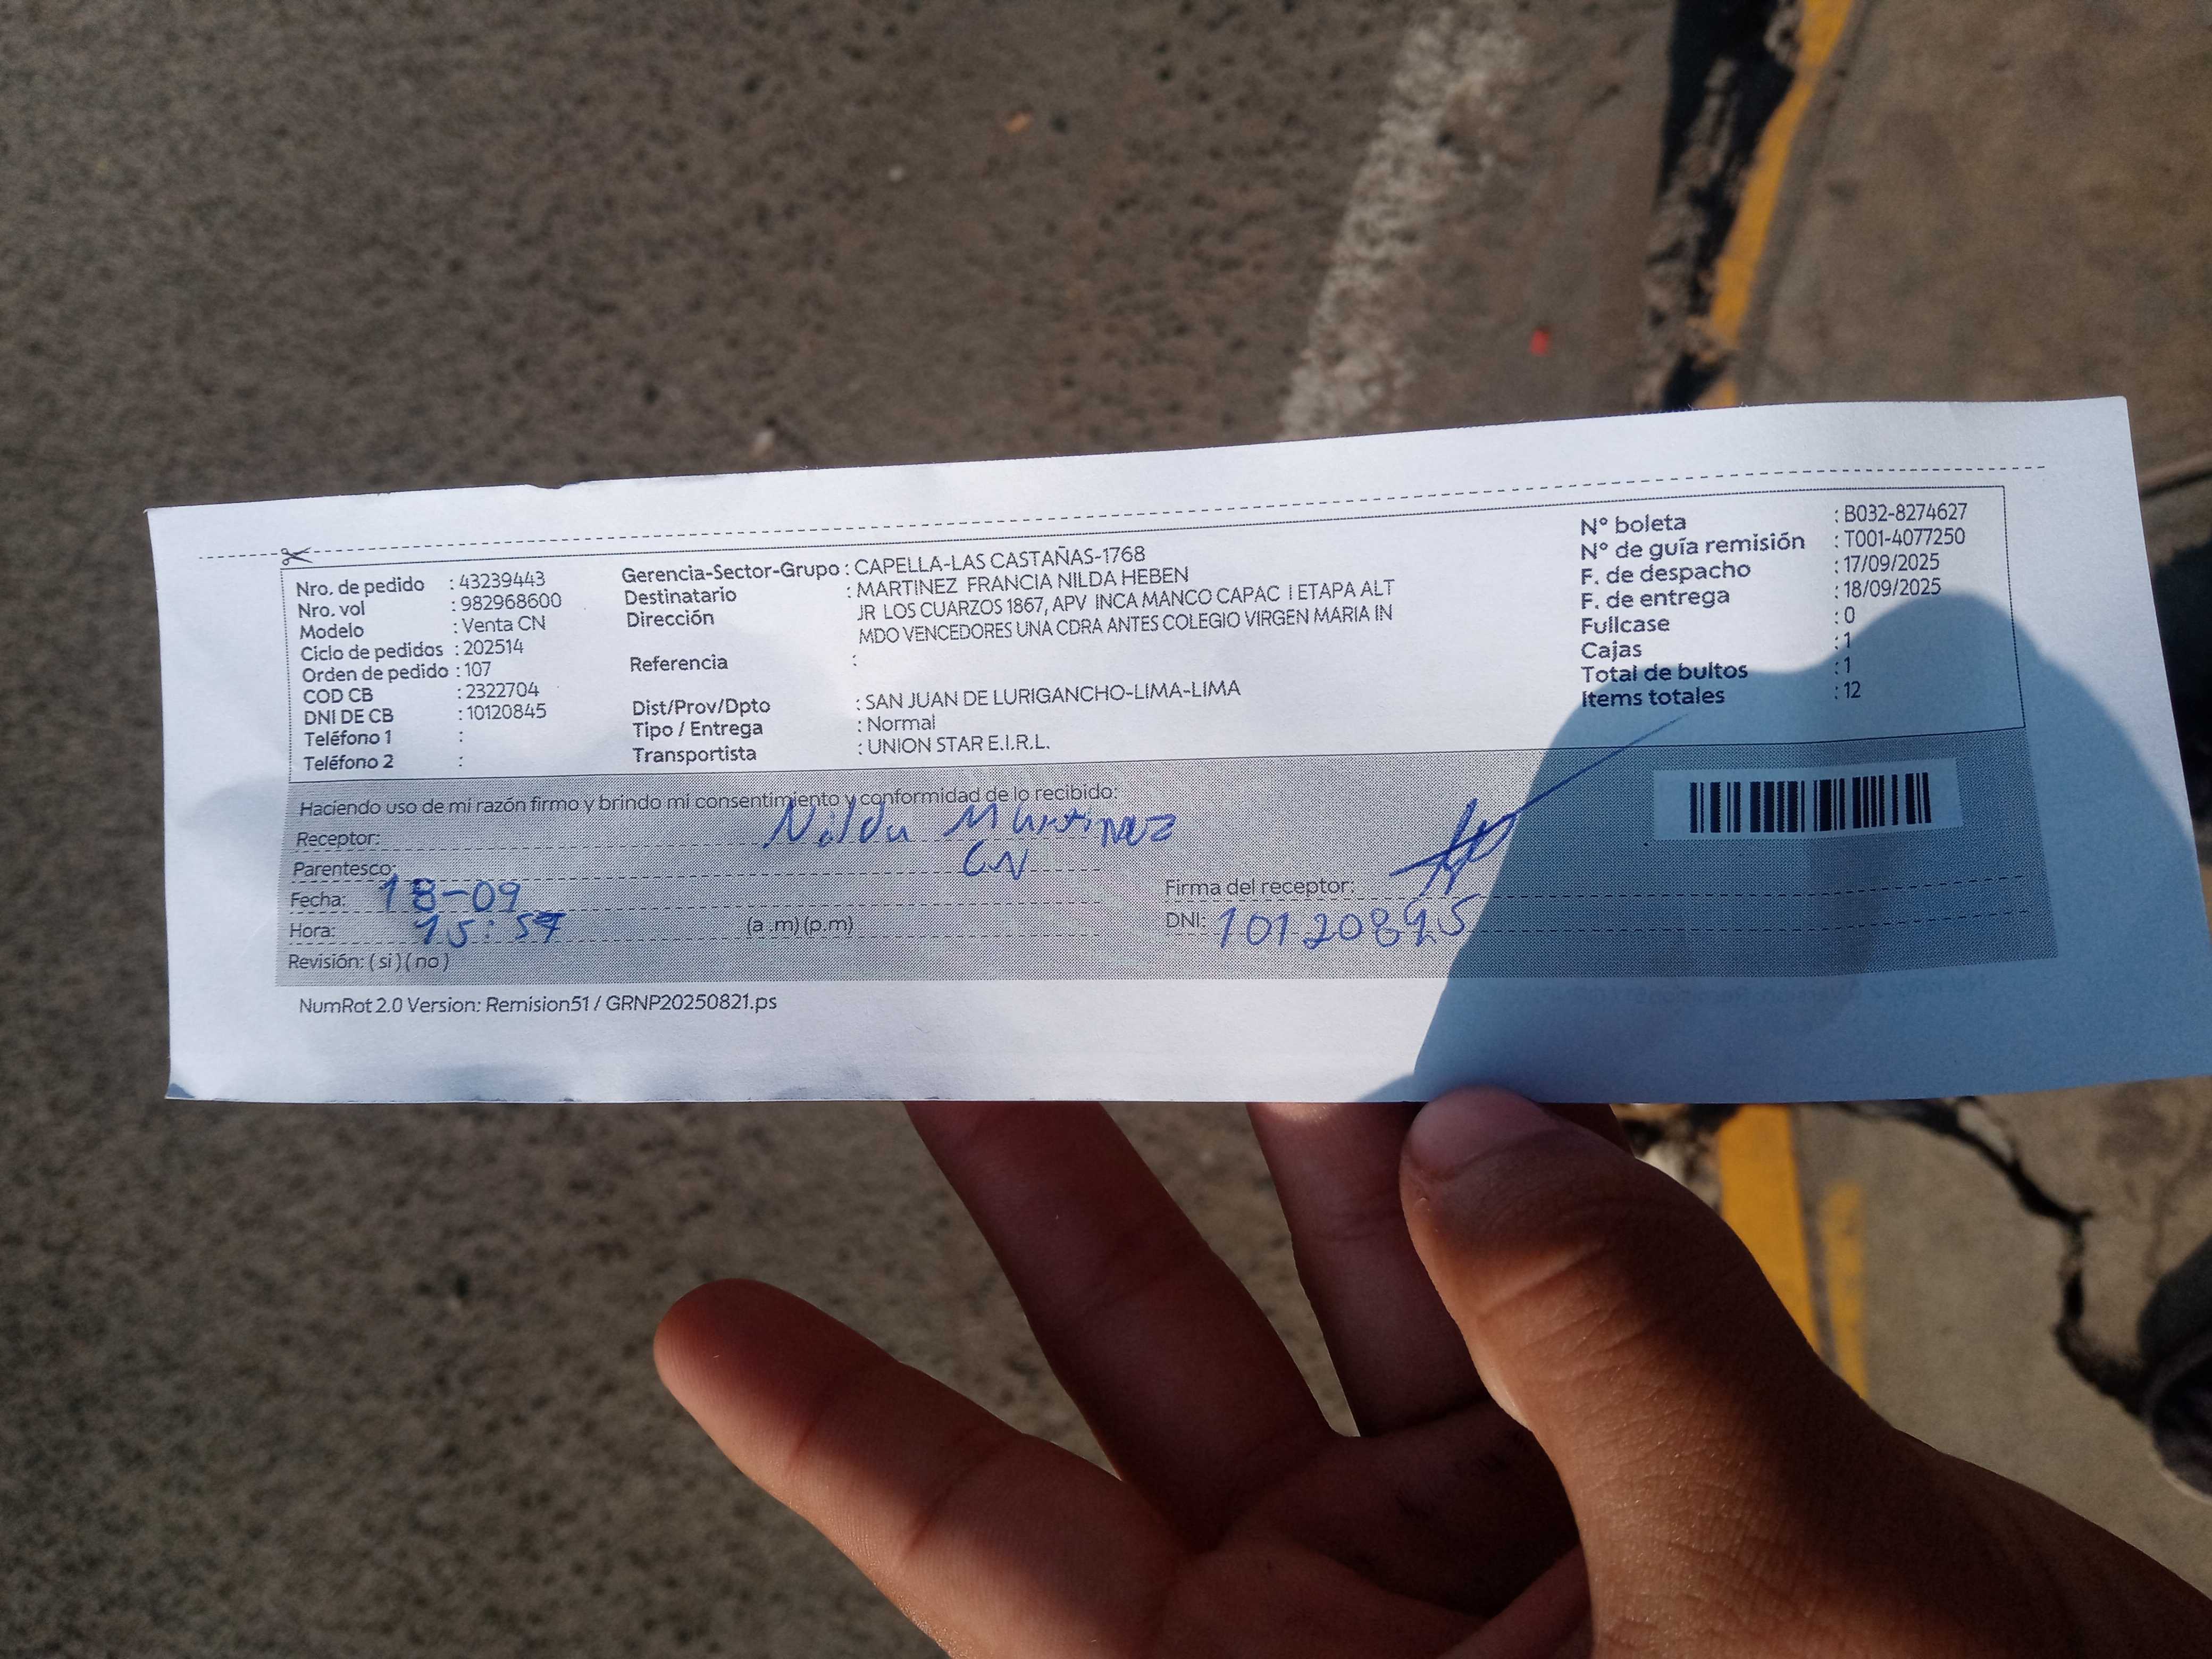 Nro. de pedido : 43239443
Nro. vol : 982968600
Modelo : Venta CN
Ciclo de pedidos : 202514
Orden de pedido : 107
COD CB : 2322704
DNI DE CB : 10120845
Teléfono 1 :
Teléfono 2 :
Gerencia-Sector-Grupo : CAPELLA-LAS CASTAÑAS-1768
Destinatario : MARTINEZ FRANCIA NILDA HEBEN
Dirección JR LOS CUARZOS 1867, APV INCA MANCO CAPAC I ETAPA ALT
MDO VENCEDORES UNA CDRA ANTES COLEGIO VIRGEN MARIA IN
Referencia :
Dist/Prov/Dpto : SAN JUAN DE LURIGANCHO-LIMA-LIMA
Tipo / Entrega : Normal
Transportista : UNION STAR E.I.R.L.
N° boleta : B032-8274627
N° de guía remisión : T001-4077250
F. de despacho : 17/09/2025
F. de entrega : 18/09/2025
Fullcase : 0
Cajas : 1
Total de bultos : 1
Items totales : 12
Haciendo uso de mi razón firmo y brindo mi consentimiento y conformidad de lo recibido:
Receptor: Nilda Martinez
Parentesco: CN
Fecha: 18-09
Hora: 15:57 (a .m) (p.m)
Revisión: ( si ) ( no )
Firma del receptor:
DNI: 10120845
NumRot 2.0 Version: Remision51 / GRNP20250821.ps